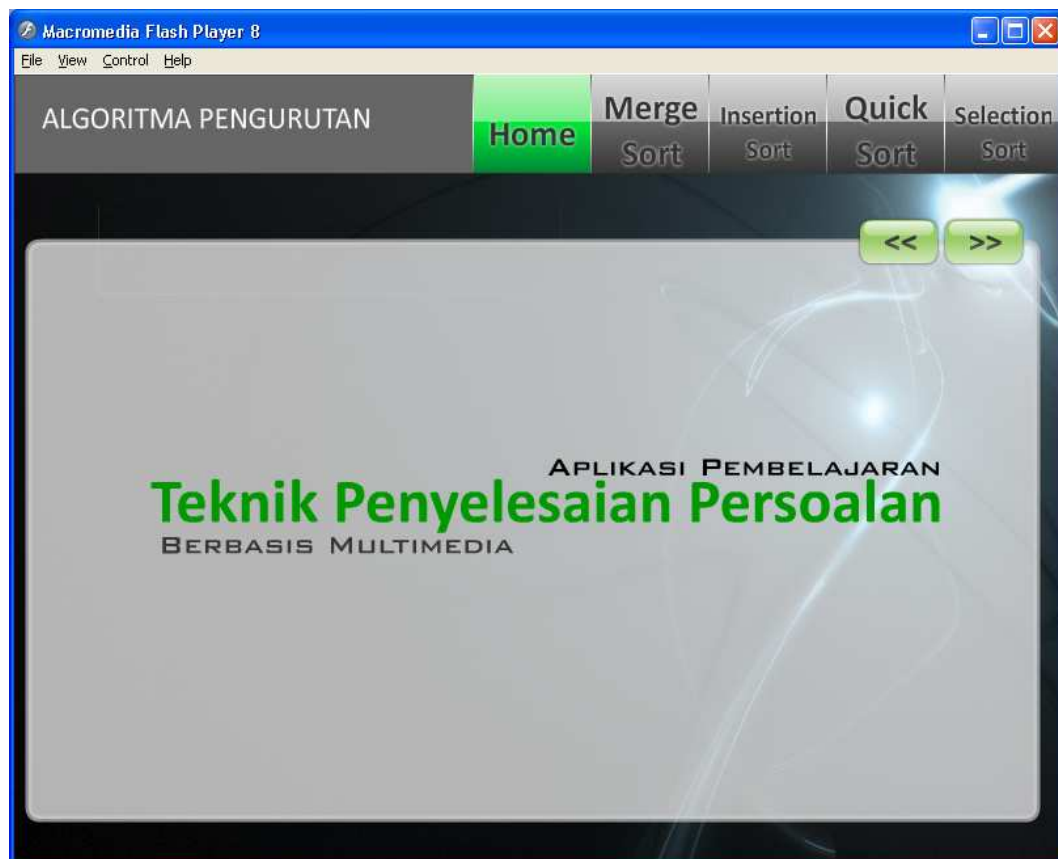 Macromedia Flash Player 8
File View Control Help
ALGORITMA PENGURUTAN
Home
Merge
Sort
Insertion
Sort
Quick
Sort
Selection
Sort
<< >>
APLIKASI PEMBELAJARAN
Teknik Penyelesaian Persoalan
BERBASIS MULTIMEDIA